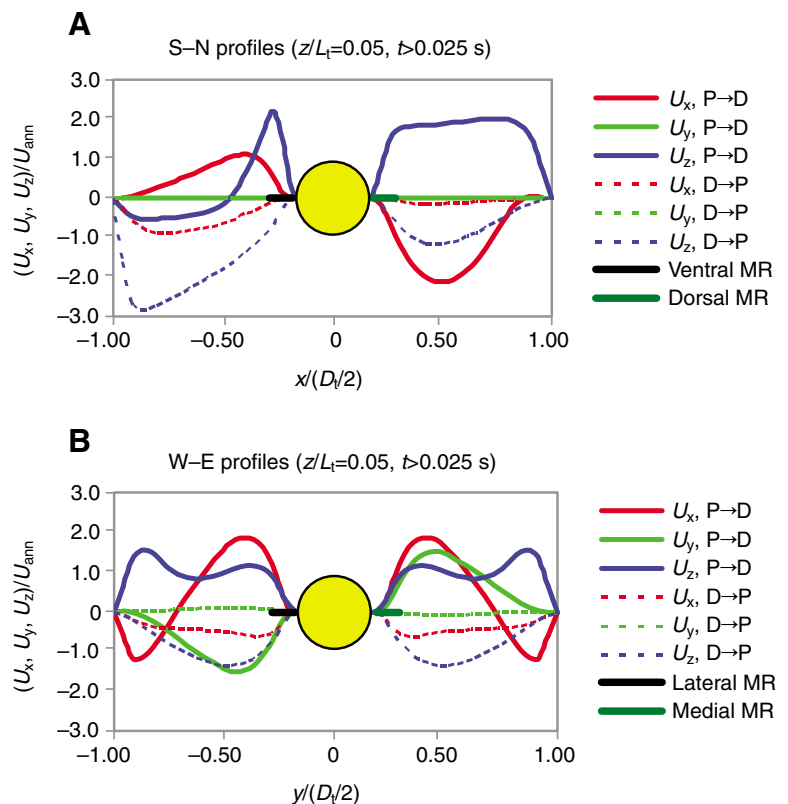 A
S–N profiles (z/Lt=0.05, t>0.025 s)
(Ux, Uy, Uz)/Uann
3.0
2.0
1.0
0
–1.0
–2.0
–3.0
–1.00
–0.50
0
0.50
1.00
x/(Dt/2)
Ux, P→D
Uy, P→D
Uz, P→D
Ux, D→P
Uy, D→P
Uz, D→P
Ventral MR
Dorsal MR
B
W–E profiles (z/Lt=0.05, t>0.025 s)
(Ux, Uy, Uz)/Uann
3.0
2.0
1.0
0
–1.0
–2.0
–3.0
–1.00
–0.50
0
0.50
1.00
y/(Dt/2)
Ux, P→D
Uy, P→D
Uz, P→D
Ux, D→P
Uy, D→P
Uz, D→P
Lateral MR
Medial MR